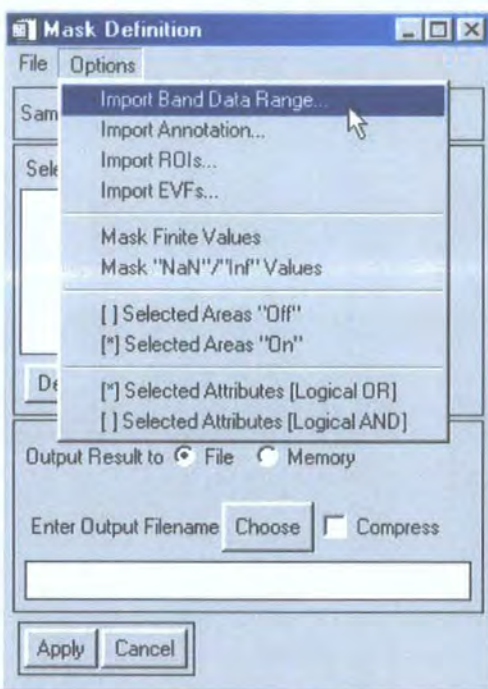 Mask Definition
File Options
Import Band Data Range...
Sam
Import Annotation...
Import ROIs...
Sele
Import EVFs...
Mask Finite Values
Mask "NaN"/"Inf" Values
[ ] Selected Areas "Off"
[*] Selected Areas "On"
De
[*] Selected Attributes [Logical OR]
[ ] Selected Attributes [Logical AND]
Output Result to File Memory
Enter Output Filename Choose Compress
Apply Cancel